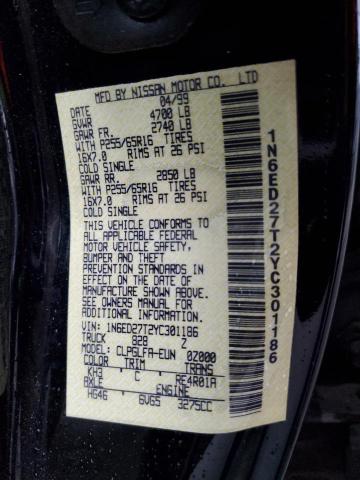 MFD BY NISSAN MOTOR CO. LTD
DATE 04/99
GVWR 4700 LB
GAWR FR. 2740 LB
WITH P255/65R16 TIRES
16X7.0 RIMS AT 26 PSI
COLD SINGLE
GAWR RR. 2850 LB
WITH P255/65R16 TIRES
16X7.0 RIMS AT 26 PSI
COLD SINGLE
THIS VEHICLE CONFORMS TO
ALL APPLICABLE FEDERAL
MOTOR VEHICLE SAFETY,
BUMPER AND THEFT
PREVENTION STANDARDS
IN EFFECT ON THE DATE OF
MANUFACTURE SHOWN ABOVE.
SEE OWNERS MANUAL FOR
ADDITIONAL INFORMATION.
VIN: 1N6ED27T2YC301186
TRUCK 828 Z
MODEL: CLPGLFA-EUN 0Z000
COLOR TRIM TRANS
KH3 C RE4R01A
AXLE ENGINE
HG46 6VG5 3275CC
1N6ED27T2YC301186